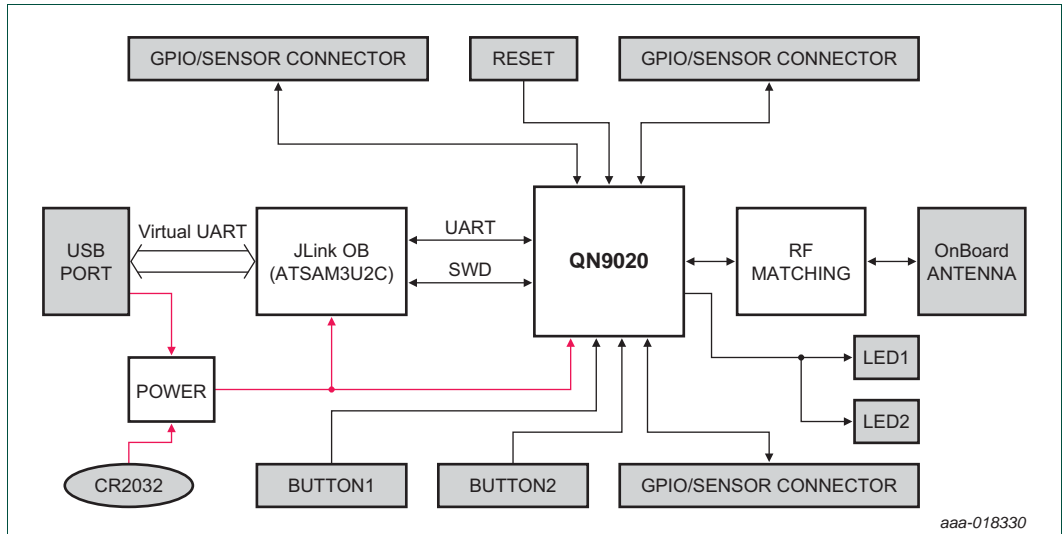 GPIO/SENSOR CONNECTOR
RESET
GPIO/SENSOR CONNECTOR
USB
PORT
Virtual UART
JLink OB
(ATSAM3U2C)
UART
SWD
QN9020
RF
MATCHING
OnBoard
ANTENNA
POWER
LED1
LED2
CR2032
BUTTON1
BUTTON2
GPIO/SENSOR CONNECTOR
aaa-018330